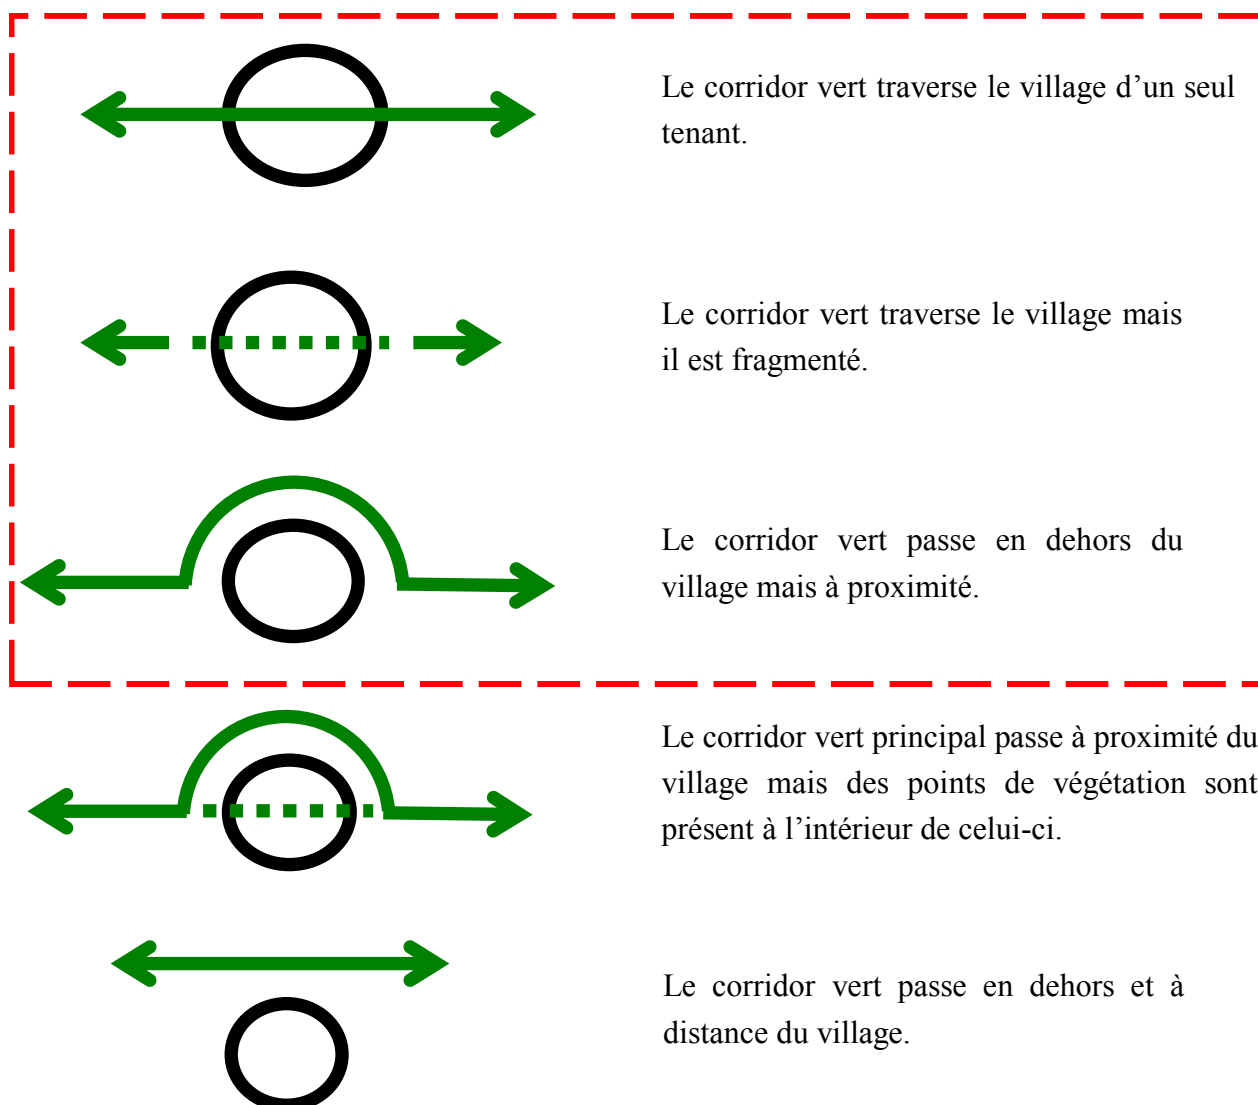 Le corridor vert traverse le village d’un seul
tenant.
Le corridor vert traverse le village mais
il est fragmenté.
Le corridor vert passe en dehors du
village mais à proximité.
Le corridor vert principal passe à proximité du
village mais des points de végétation sont
présent à l’intérieur de celui-ci.
Le corridor vert passe en dehors et à
distance du village.